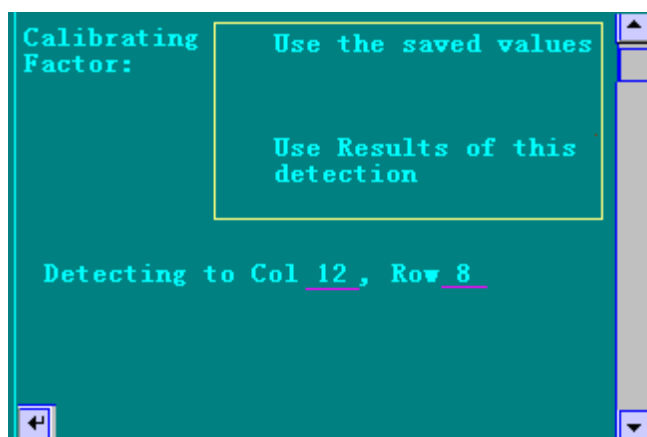 Calibrating Use the saved values
Factor:
Use Results of this
detection
Detecting to Col 12 , Row 8